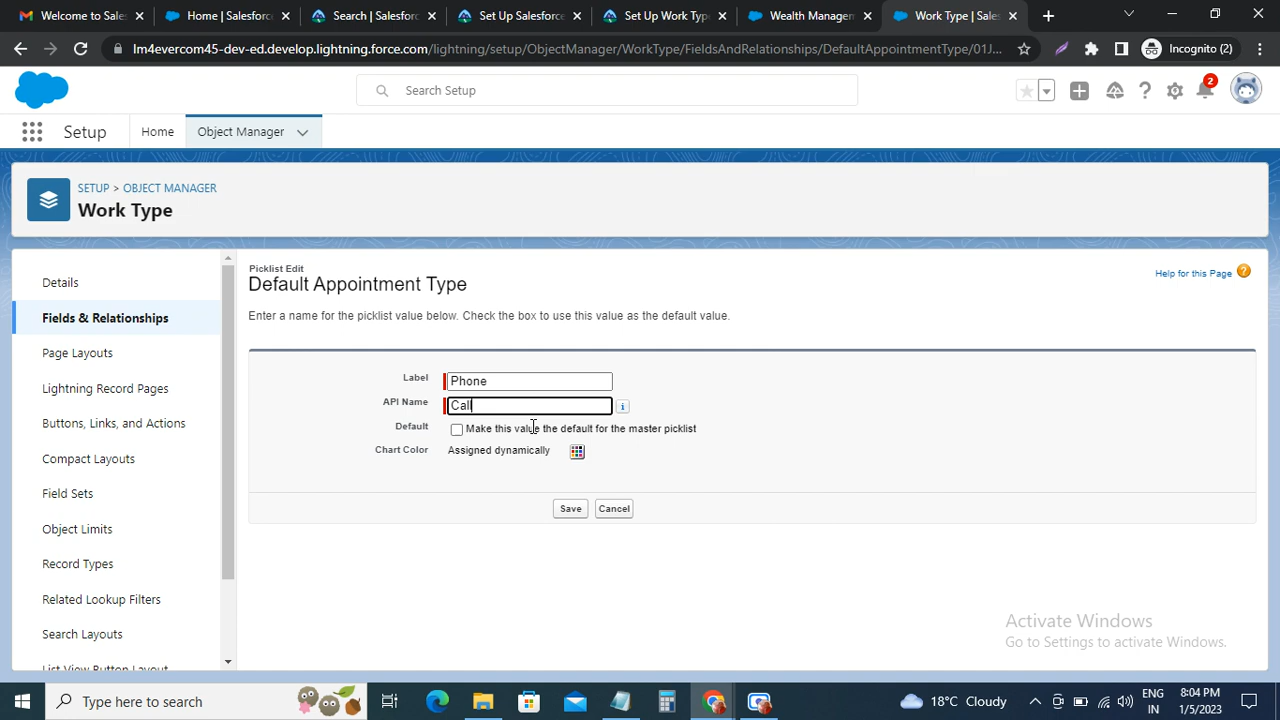 Welcome to Sales
Home | Salesforc
Search | Salesforc
Set Up Salesforc
Set Up Work Typ
Wealth Managem
Work Type | Sales
lm4evercom45-dev-ed.develop.lightning.force.com/lightning/setup/ObjectManager/WorkType/FieldsAndRelationships/DefaultAppointmentType/01J...
Incognito (2)
Search Setup
2
Setup
Home
Object Manager
SETUP > OBJECT MANAGER
Work Type
Details
Fields & Relationships
Page Layouts
Lightning Record Pages
Buttons, Links, and Actions
Compact Layouts
Field Sets
Object Limits
Record Types
Related Lookup Filters
Search Layouts
List View Button Layout
Picklist Edit
Default Appointment Type
Help for this Page
Enter a name for the picklist value below. Check the box to use this value as the default value.
Label Phone
API Name Call
Default Make this value the default for the master picklist
Chart Color Assigned dynamically
Save Cancel
Activate Windows
Go to Settings to activate Windows.
Type here to search
18°C Cloudy
ENG
IN
8:04 PM
1/5/2023